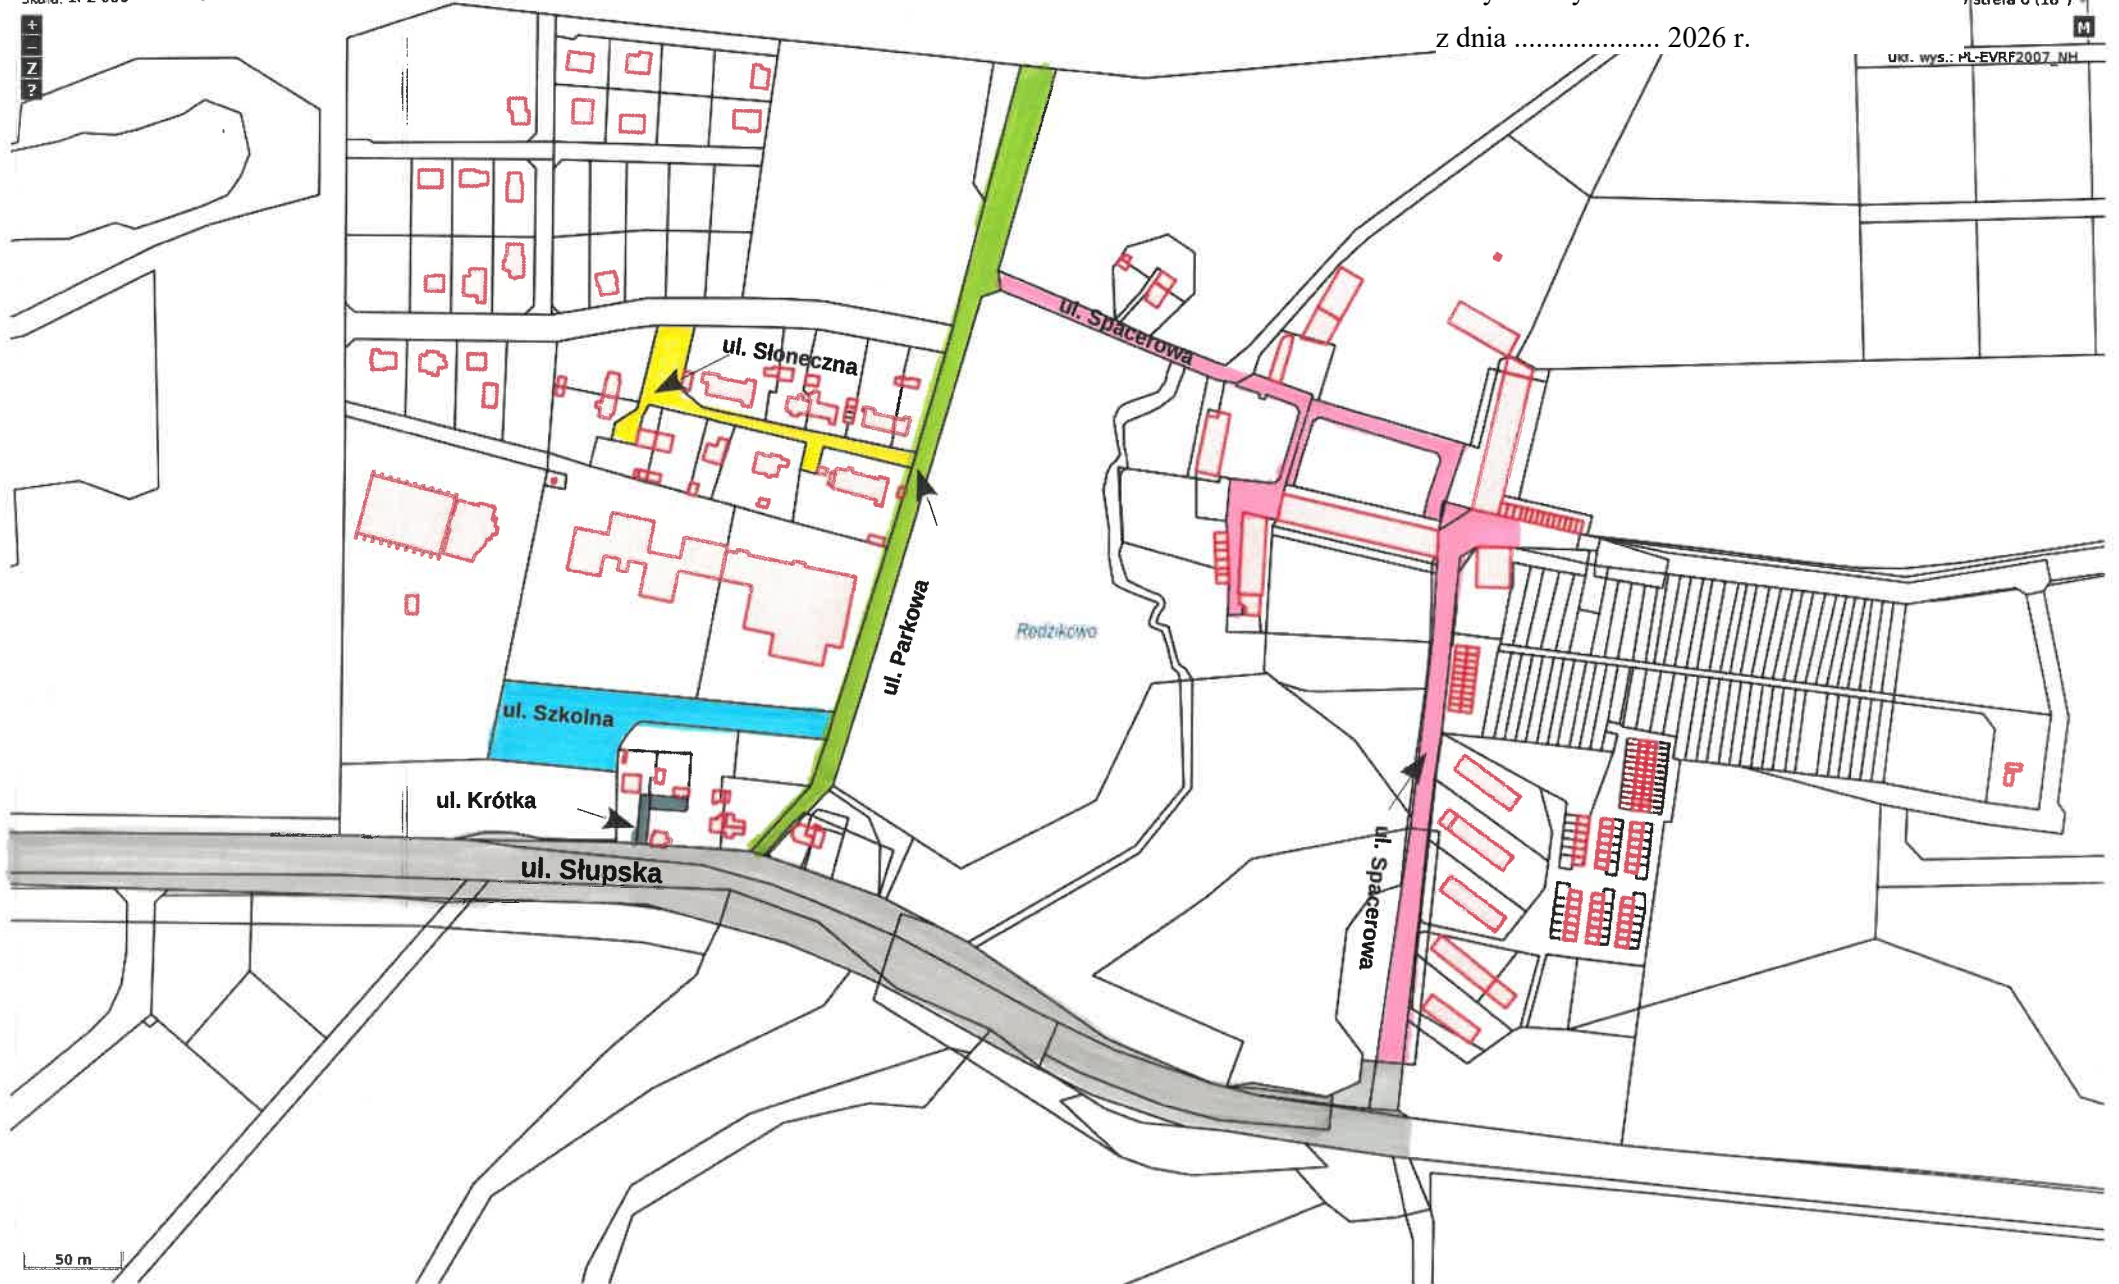 z dnia ................... 2026 r.
+
–
Z
?
M
ukł. wys.: PL-EVRF2007_NH
ul. Spacerowa
ul. Słoneczna
ul. Parkowa
Redzikowo
ul. Szkolna
ul. Krótka
ul. Słupska
ul. Spacerowa
50 m